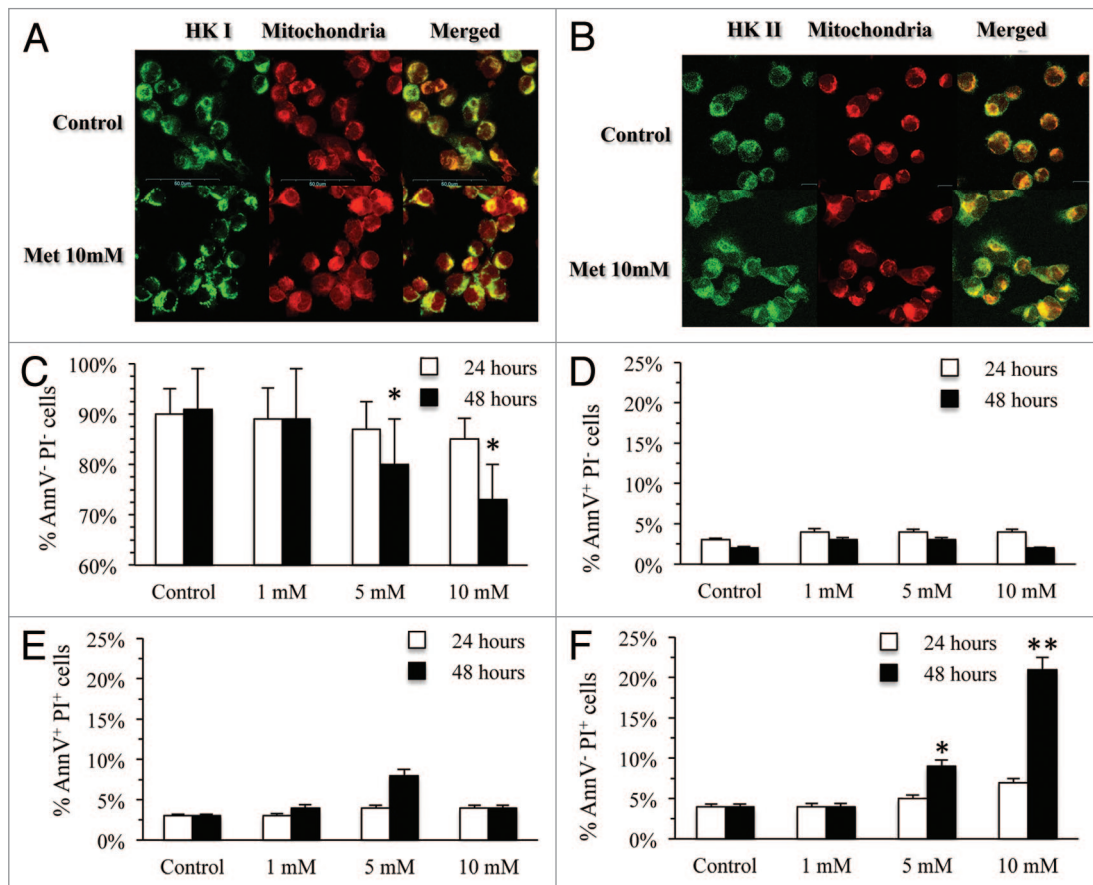 A
HK I Mitochondria Merged
Control
50.0µm 50.0µm
Met 10mM
B
HK II Mitochondria Merged
Control
Met 10mM
C
% AnnV- PI- cells
100%
90%
80%
70%
60%
24 hours
48 hours
*
*
Control 1 mM 5 mM 10 mM
D
% AnnV+ PI- cells
25%
20%
15%
10%
5%
0%
24 hours
48 hours
Control 1 mM 5 mM 10 mM
E
% AnnV+ PI+ cells
25%
20%
15%
10%
5%
0%
24 hours
48 hours
Control 1 mM 5 mM 10 mM
F
% AnnV- PI+ cells
25%
20%
15%
10%
5%
0%
24 hours
48 hours
*
**
Control 1 mM 5 mM 10 mM